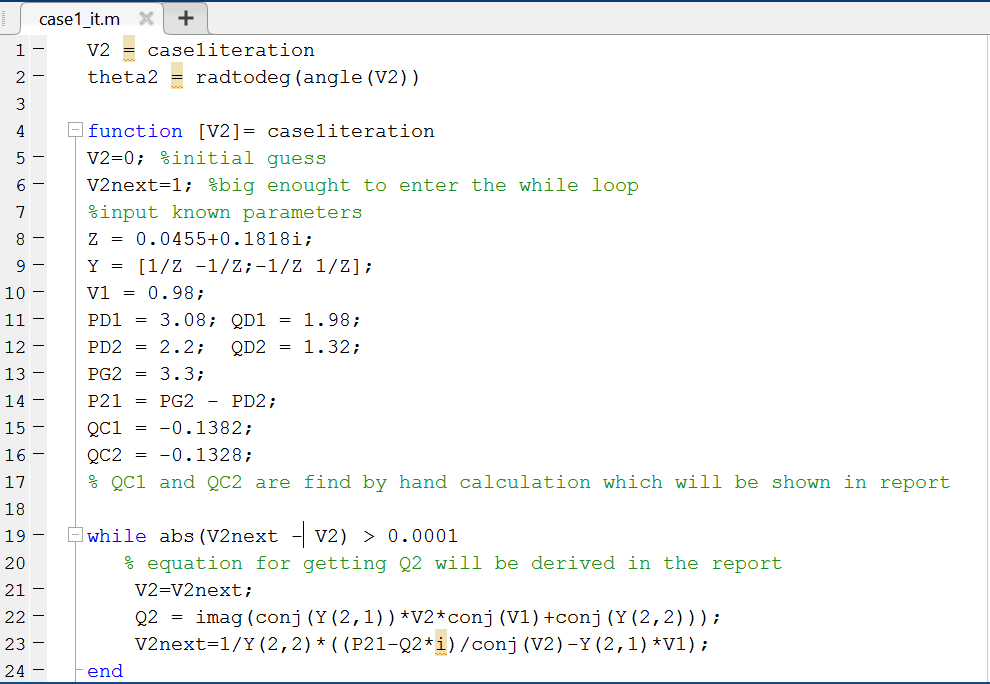 case1_it.m
1 V2 = case1iteration
2 theta2 = radtodeg(angle(V2))
3
4 function [V2]= case1iteration
5 V2=0; %initial guess
6 V2next=1; %big enought to enter the while loop
7 %input known parameters
8 Z = 0.0455+0.1818i;
9 Y = [1/Z -1/Z;-1/Z 1/Z];
10 V1 = 0.98;
11 PD1 = 3.08; QD1 = 1.98;
12 PD2 = 2.2;  QD2 = 1.32;
13 PG2 = 3.3;
14 P21 = PG2 - PD2;
15 QC1 = -0.1382;
16 QC2 = -0.1328;
17 % QC1 and QC2 are find by hand calculation which will be shown in report
18
19 while abs(V2next - V2) > 0.0001
20 % equation for getting Q2 will be derived in the report
21 V2=V2next;
22 Q2 = imag(conj(Y(2,1))*V2*conj(V1)+conj(Y(2,2)));
23 V2next=1/Y(2,2)*((P21-Q2*i)/conj(V2)-Y(2,1)*V1);
24 end